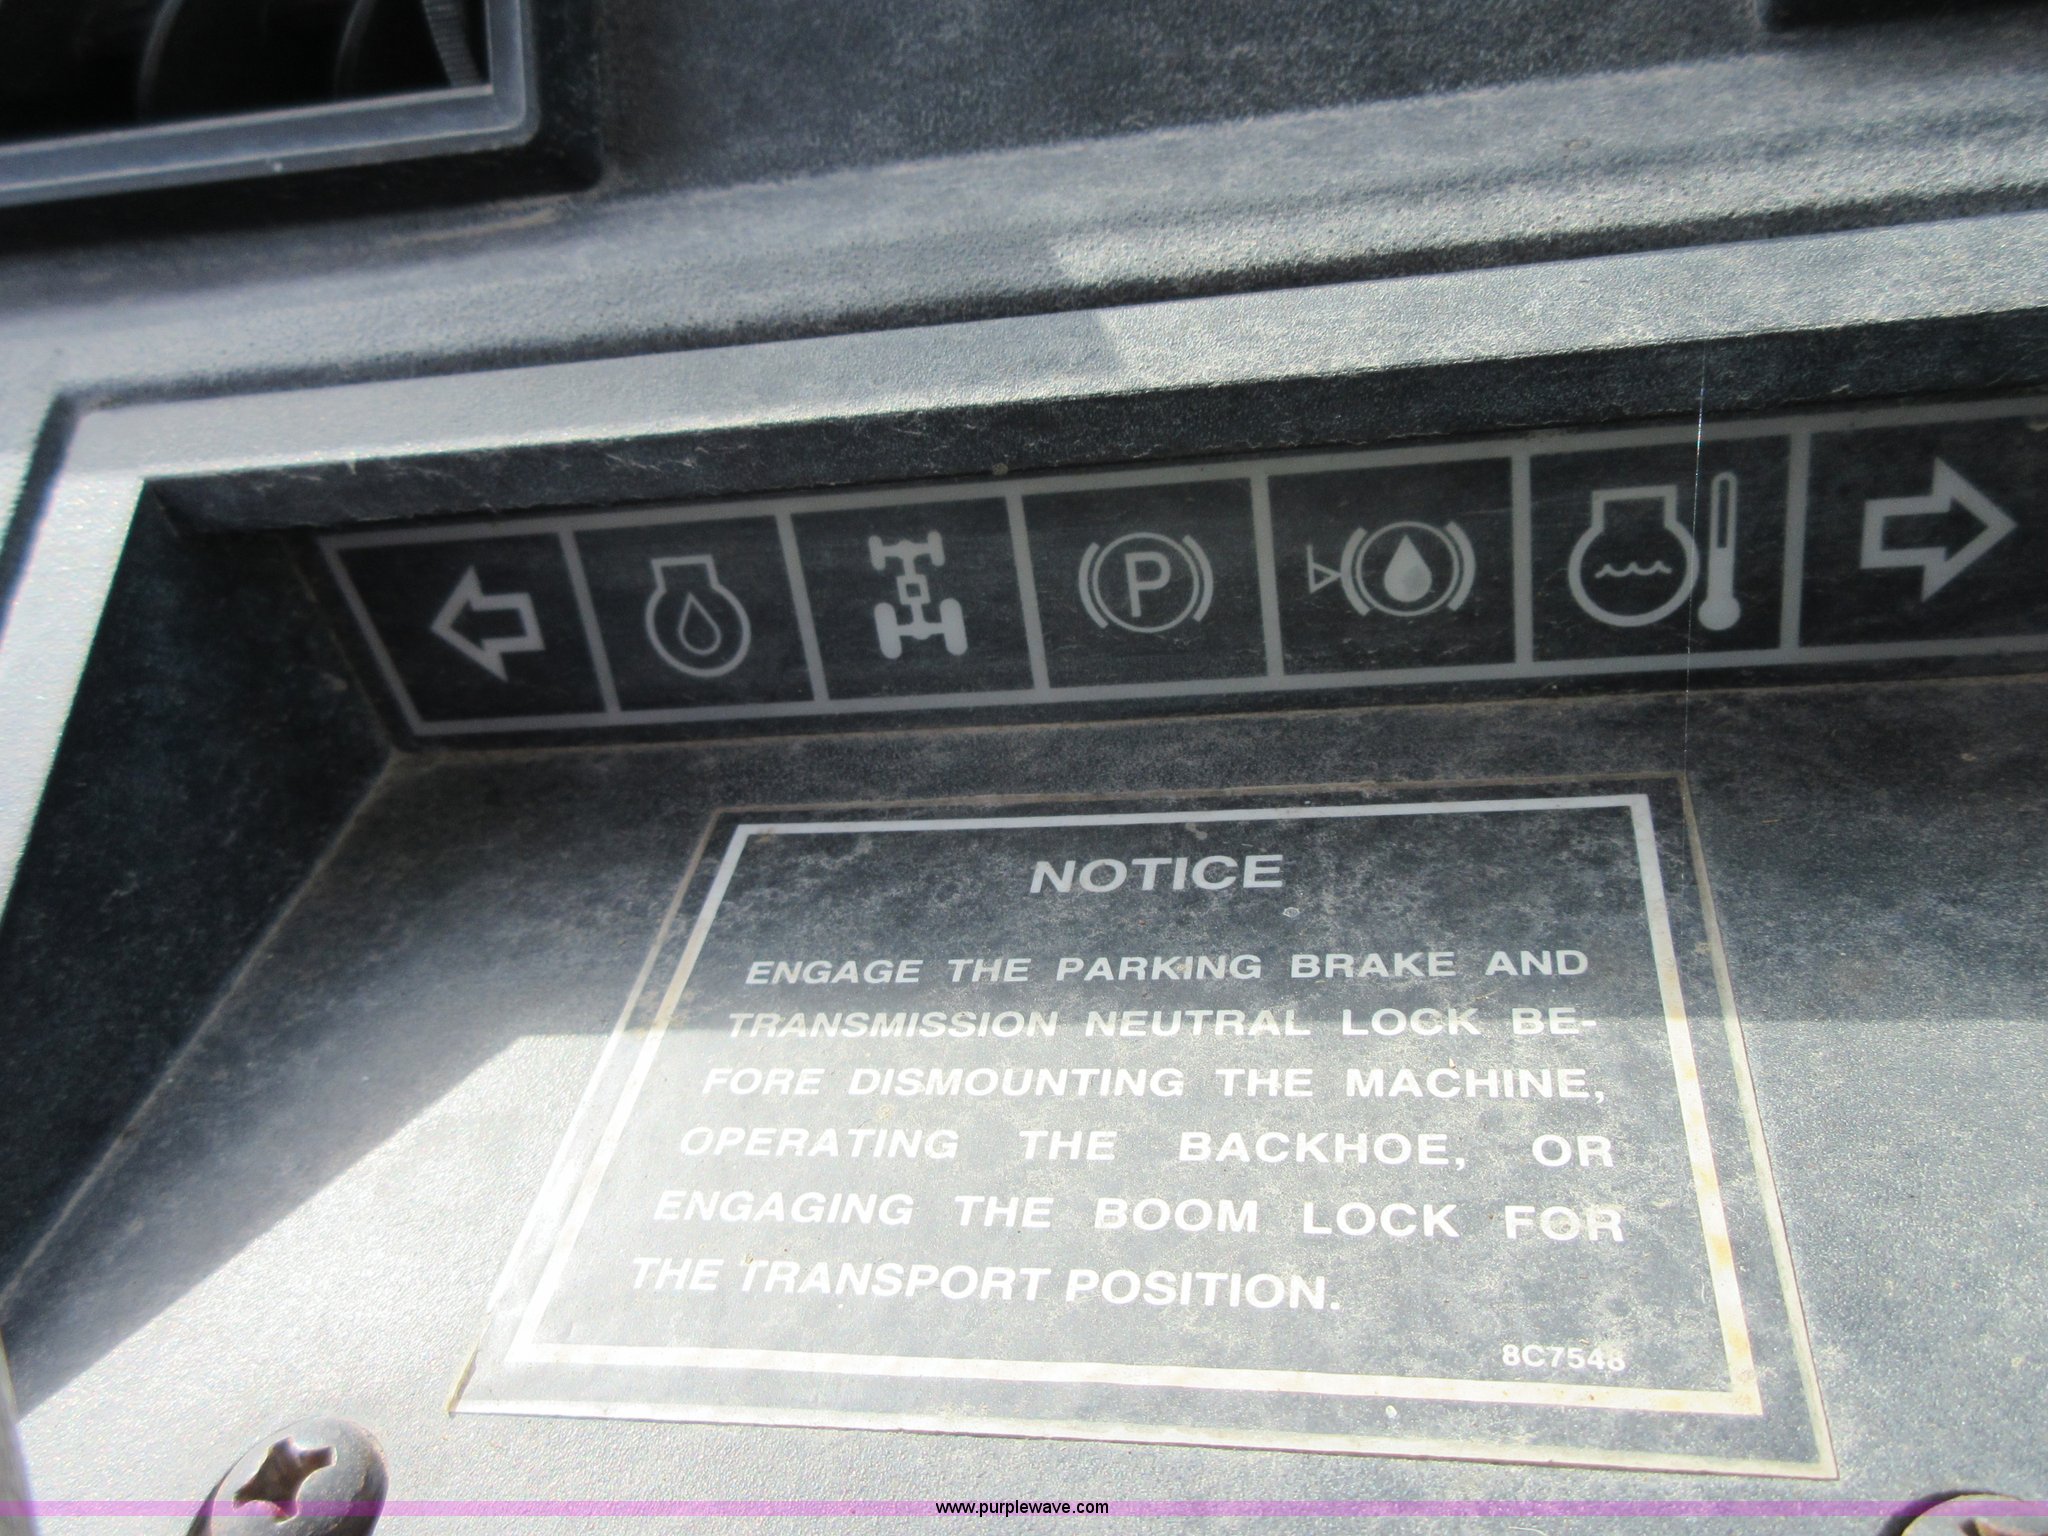 P
NOTICE
ENGAGE THE PARKING BRAKE AND
TRANSMISSION NEUTRAL LOCK BE-
FORE DISMOUNTING THE MACHINE,
OPERATING THE BACKHOE, OR
ENGAGING THE BOOM LOCK FOR
THE TRANSPORT POSITION.
8C7548
www.purplewave.com